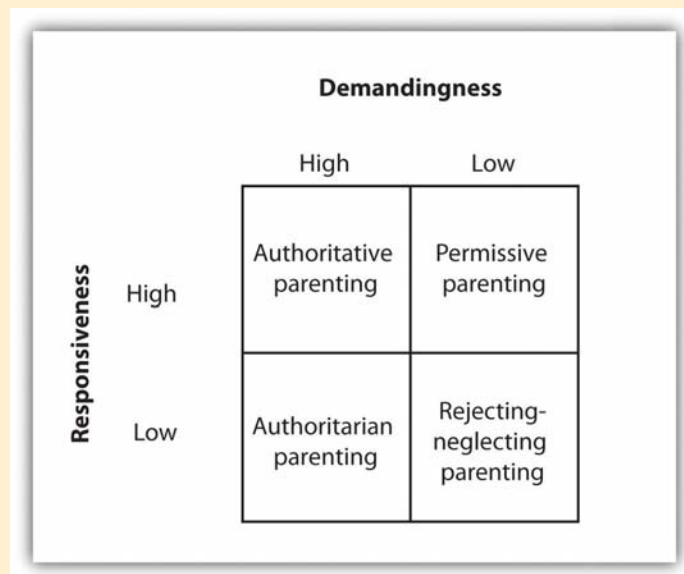 Demandingness
High Low
Authoritative
parenting
Permissive
parenting
Responsiveness
High
Low
Authoritarian
parenting
Rejecting-
neglecting
parenting